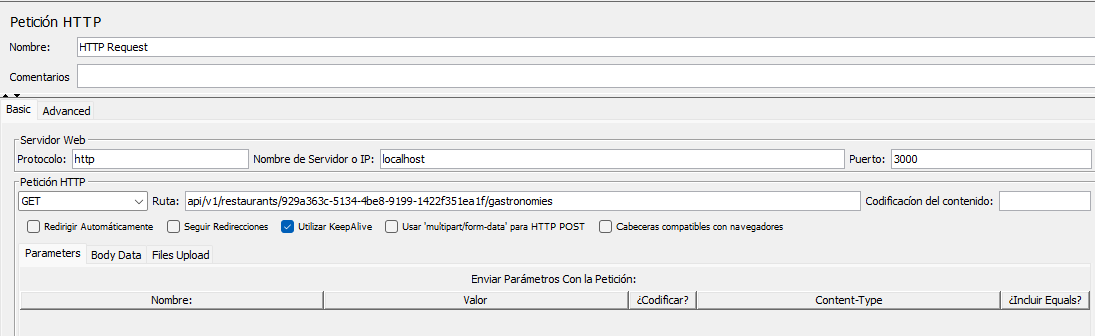 Petición HTTP
Nombre: HTTP Request
Comentarios
Basic Advanced
Servidor Web
Protocolo: http Nombre de Servidor o IP: localhost Puerto: 3000
Petición HTTP
GET Ruta: api/v1/restaurants/929a363c-5134-4be8-9199-1422f351ea1f/gastronomies Codificacíon del contenido:
Redirigir Automáticamente Seguir Redirecciones Utilizar KeepAlive Usar 'multipart/form-data' para HTTP POST Cabeceras compatibles con navegadores
Parameters Body Data Files Upload
Enviar Parámetros Con la Petición:
Nombre: Valor ¿Codificar? Content-Type ¿Incluir Equals?